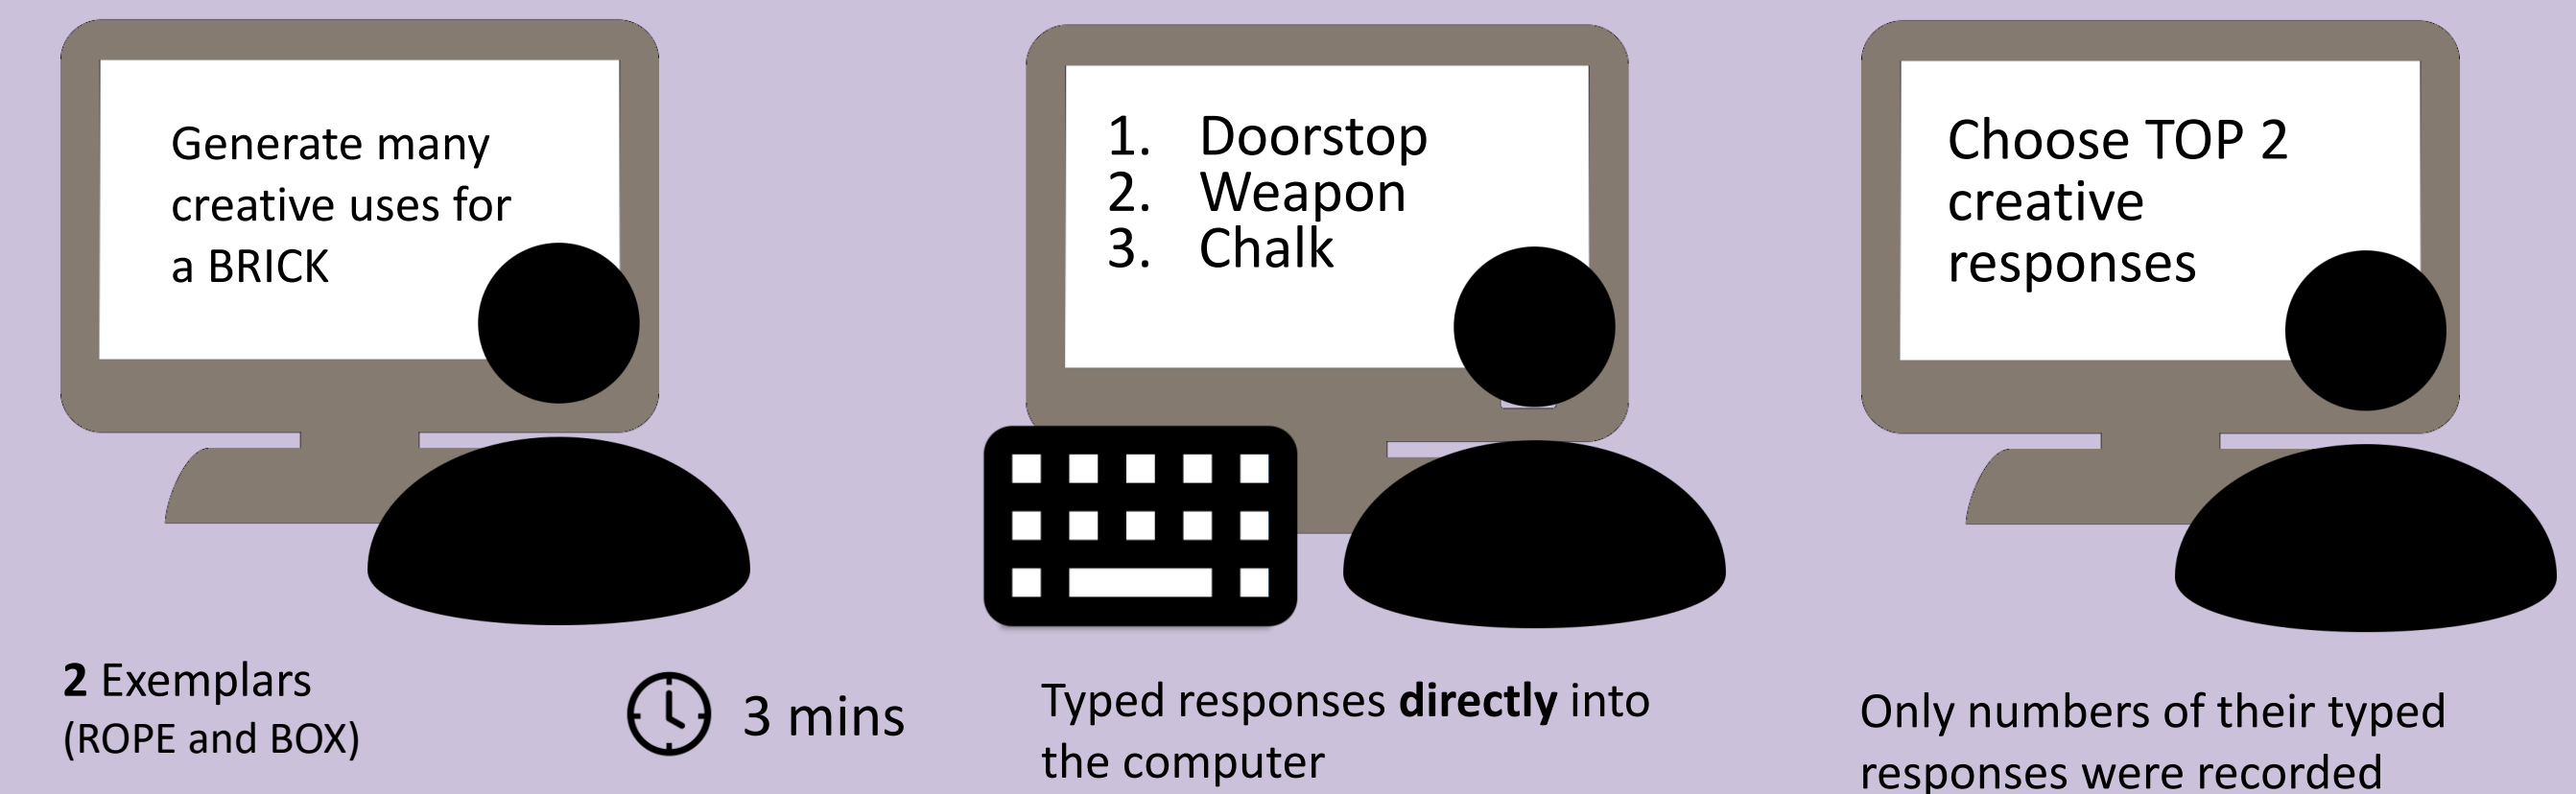 Generate many
creative uses for
a BRICK
2 Exemplars
(ROPE and BOX)
3 mins
1. Doorstop
2. Weapon
3. Chalk
Typed responses directly into
the computer
Choose TOP 2
creative
responses
Only numbers of their typed
responses were recorded